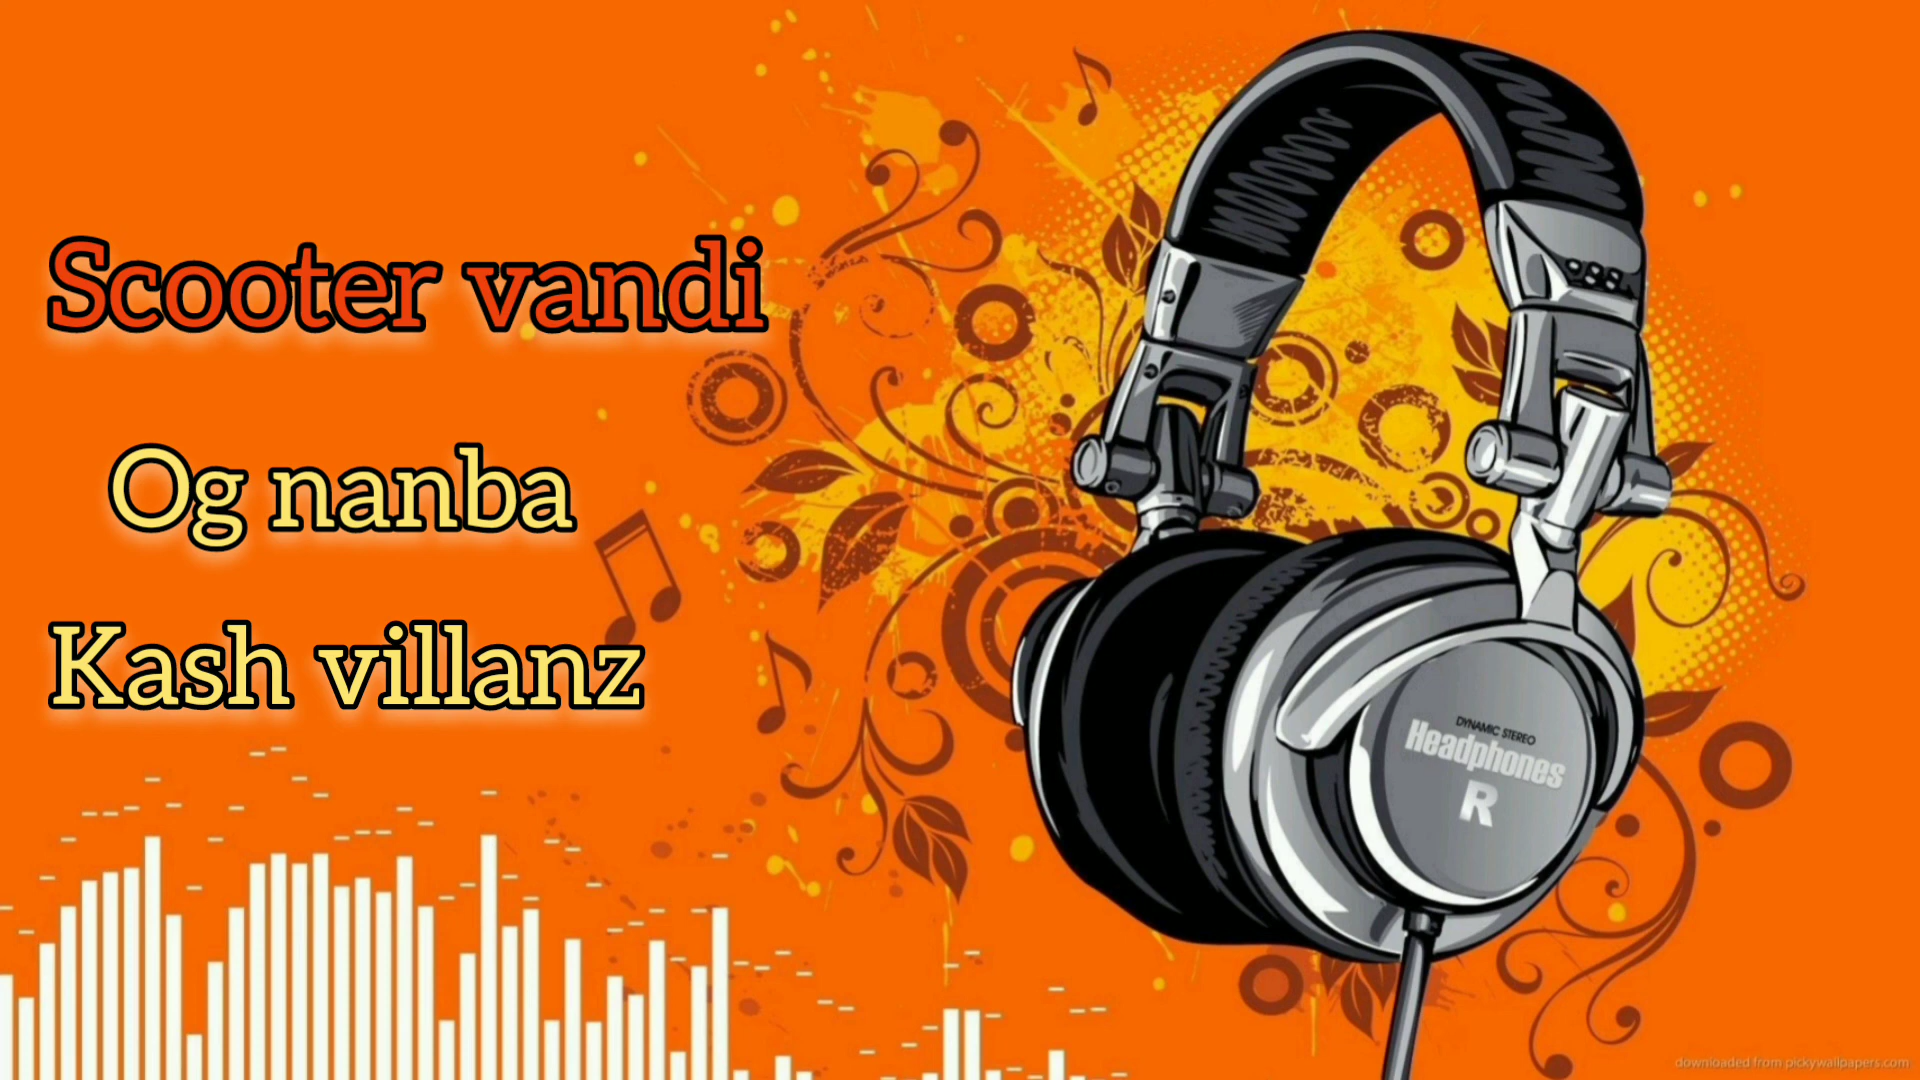 Scooter vandi
Og nanba
Kash villanz
DYNAMIC STEREO
Headphones
R
downloaded from pickywallpapers.com